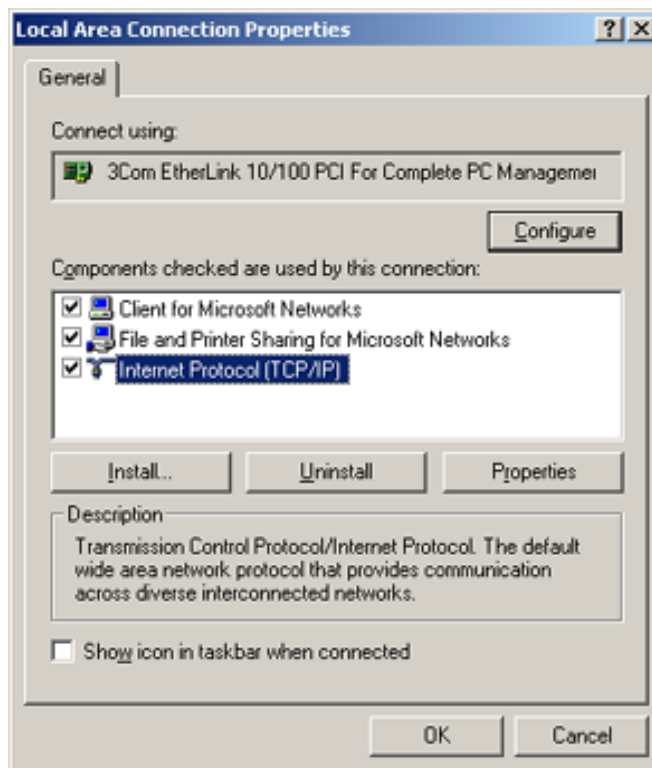 Local Area Connection Properties
General
Connect using:
3Com EtherLink 10/100 PCI For Complete PC Managemer
Configure
Components checked are used by this connection:
Client for Microsoft Networks
File and Printer Sharing for Microsoft Networks
Internet Protocol (TCP/IP)
Install... Uninstall Properties
Description
Transmission Control Protocol/Internet Protocol. The default
wide area network protocol that provides communication
across diverse interconnected networks.
Show icon in taskbar when connected
OK Cancel